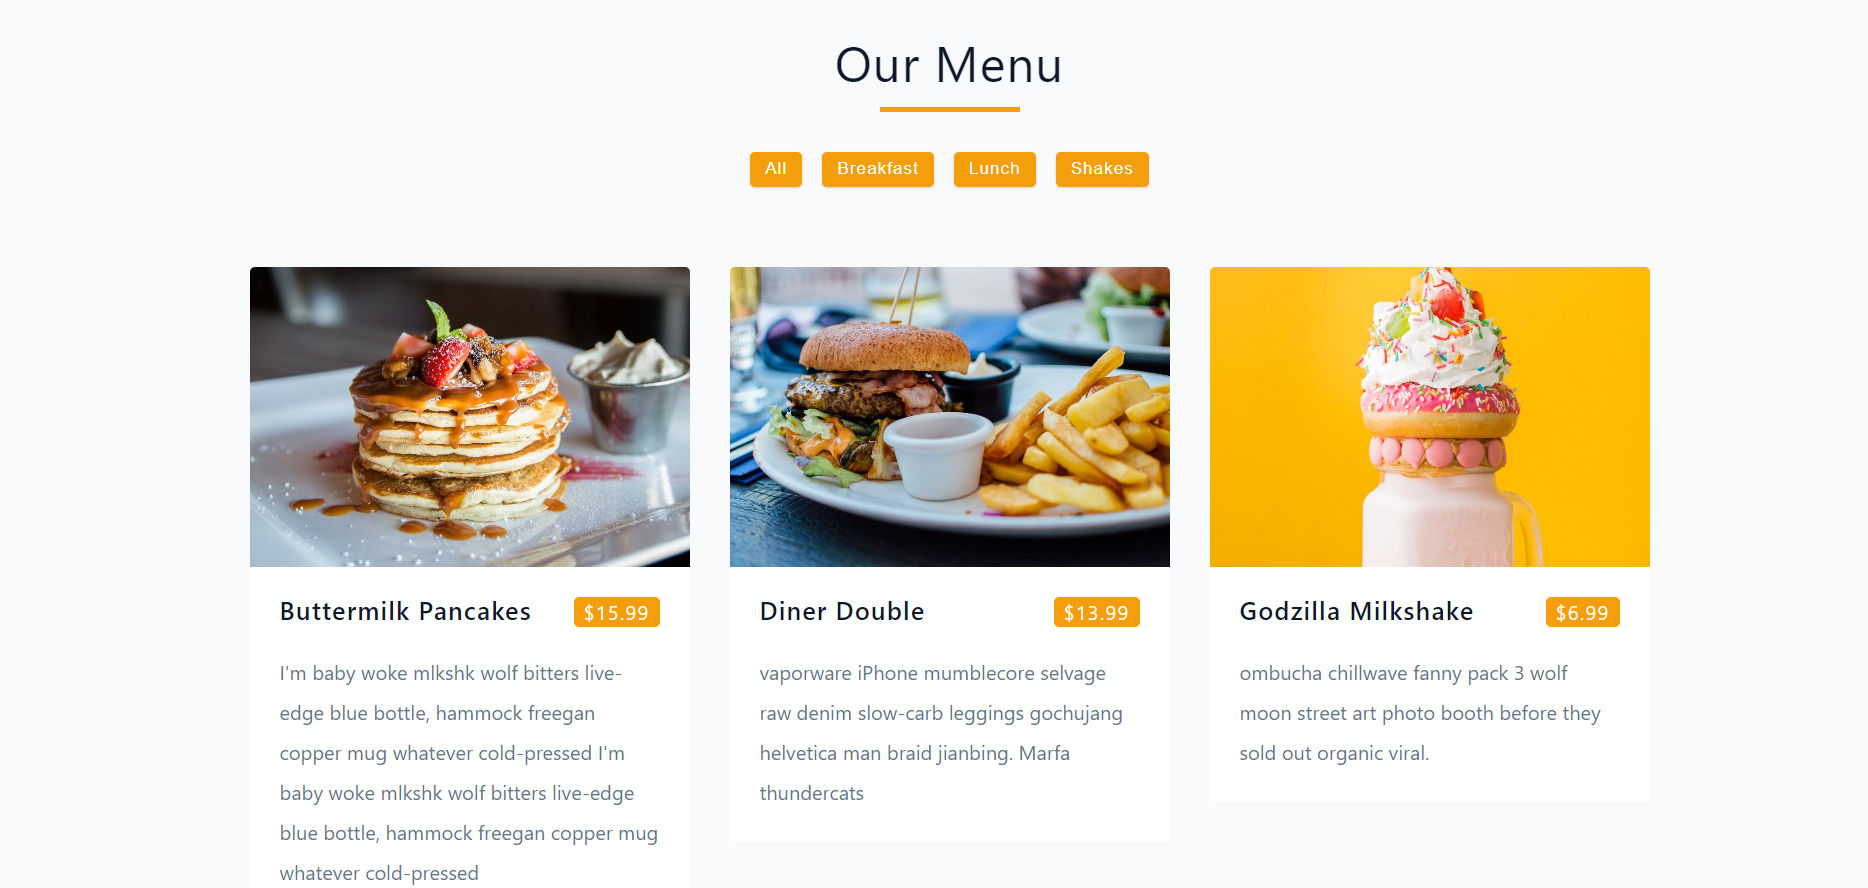 Our Menu
All Breakfast Lunch Shakes
Buttermilk Pancakes $15.99
I'm baby woke mlkshk wolf bitters live-
edge blue bottle, hammock freegan
copper mug whatever cold-pressed I'm
baby woke mlkshk wolf bitters live-edge
blue bottle, hammock freegan copper mug
whatever cold-pressed
Diner Double $13.99
vaporware iPhone mumblecore selvage
raw denim slow-carb leggings gochujang
helvetica man braid jianbing. Marfa
thundercats
Godzilla Milkshake $6.99
ombucha chillwave fanny pack 3 wolf
moon street art photo booth before they
sold out organic viral.